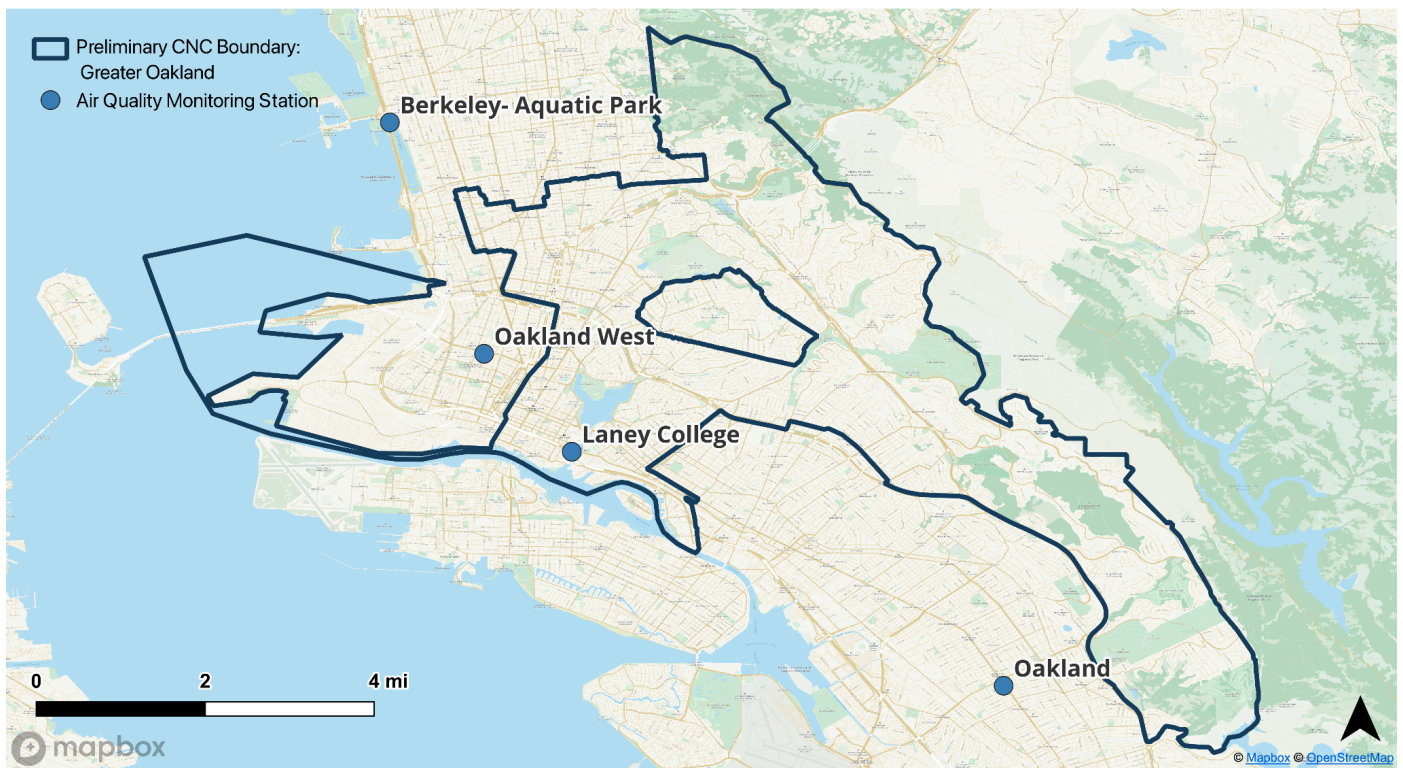 Preliminary CNC Boundary:
Greater Oakland
Air Quality Monitoring Station
Berkeley- Aquatic Park
Oakland West
Laney College
Oakland
0 2 4 mi
mapbox
© Mapbox © OpenStreetMap